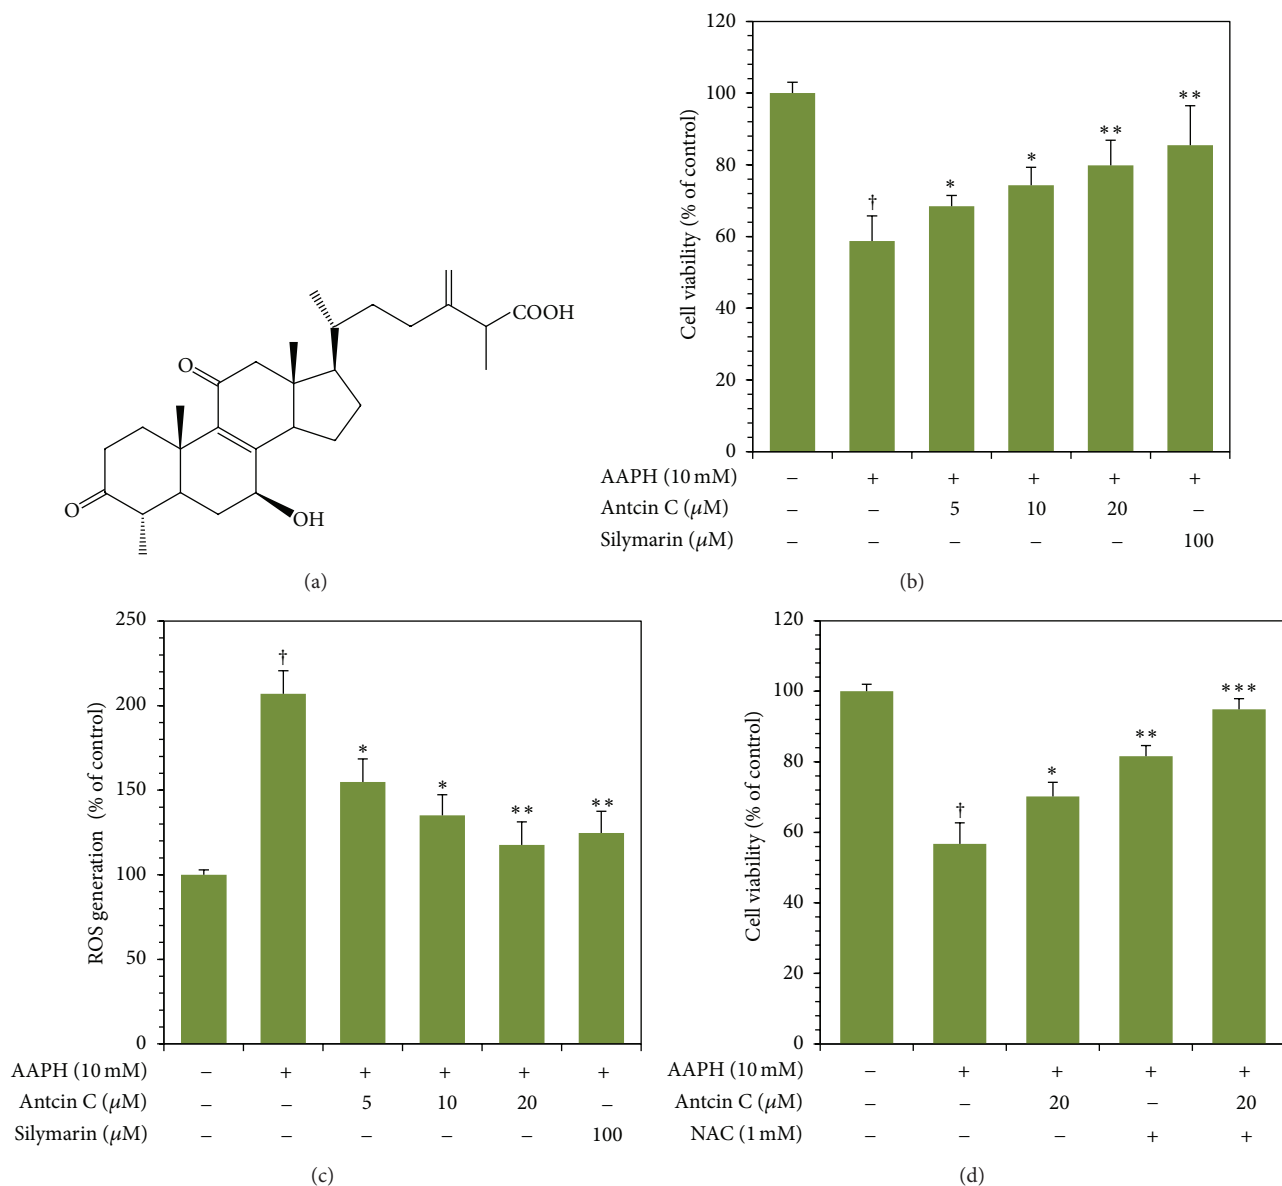 COOH
O
O
OH
(a)
120
100
80
60
40
20
0
Cell viability (% of control)
†
*
*
**
**
AAPH (10 mM) – + + + + +
Antcin C (μM) – – 5 10 20 –
Silymarin (μM) – – – – – 100
(b)
250
200
150
100
50
0
ROS generation (% of control)
†
*
*
**
**
AAPH (10 mM) – + + + + +
Antcin C (μM) – – 5 10 20 –
Silymarin (μM) – – – – – 100
(c)
120
100
80
60
40
20
0
Cell viability (% of control)
†
*
**
***
AAPH (10 mM) – + + + +
Antcin C (μM) – – 20 – 20
NAC (1 mM) – – – + +
(d)